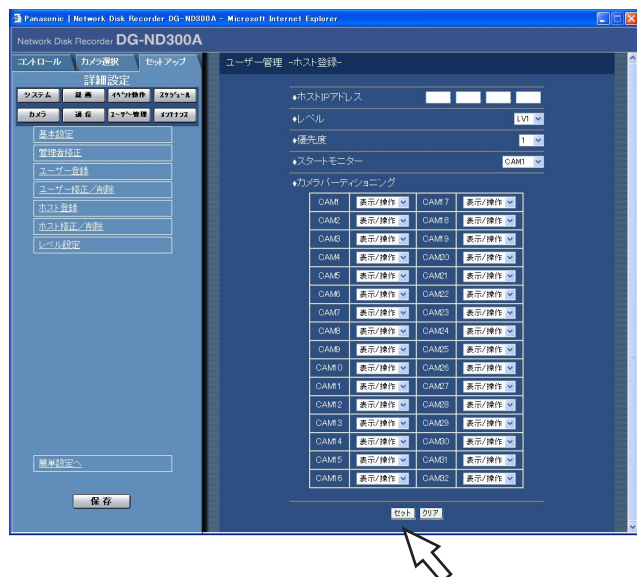 Panasonic | Network Disk Recorder DG-ND300A - Microsoft Internet Explorer
Network Disk Recorder DG-ND300A
コントロール カメラ選択 セットアップ
詳細設定
システム 録画 イベント動作 スケジュール
カメラ 通信 ユーザー管理 メンテナンス
基本設定
管理者修正
ユーザー登録
ユーザー修正／削除
ホスト登録
ホスト修正／削除
レベル設定
簡単設定へ
保存
ユーザー管理 -ホスト登録-
♦ホストIPアドレス
♦レベル LV1
♦優先度 1
♦スタートモニター CAM1
♦カメラパーティショニング
CAM1 表示/操作 CAM17 表示/操作
CAM2 表示/操作 CAM18 表示/操作
CAM3 表示/操作 CAM19 表示/操作
CAM4 表示/操作 CAM20 表示/操作
CAM5 表示/操作 CAM21 表示/操作
CAM6 表示/操作 CAM22 表示/操作
CAM7 表示/操作 CAM23 表示/操作
CAM8 表示/操作 CAM24 表示/操作
CAM9 表示/操作 CAM25 表示/操作
CAM10 表示/操作 CAM26 表示/操作
CAM11 表示/操作 CAM27 表示/操作
CAM12 表示/操作 CAM28 表示/操作
CAM13 表示/操作 CAM29 表示/操作
CAM14 表示/操作 CAM30 表示/操作
CAM15 表示/操作 CAM31 表示/操作
CAM16 表示/操作 CAM32 表示/操作
セット クリア